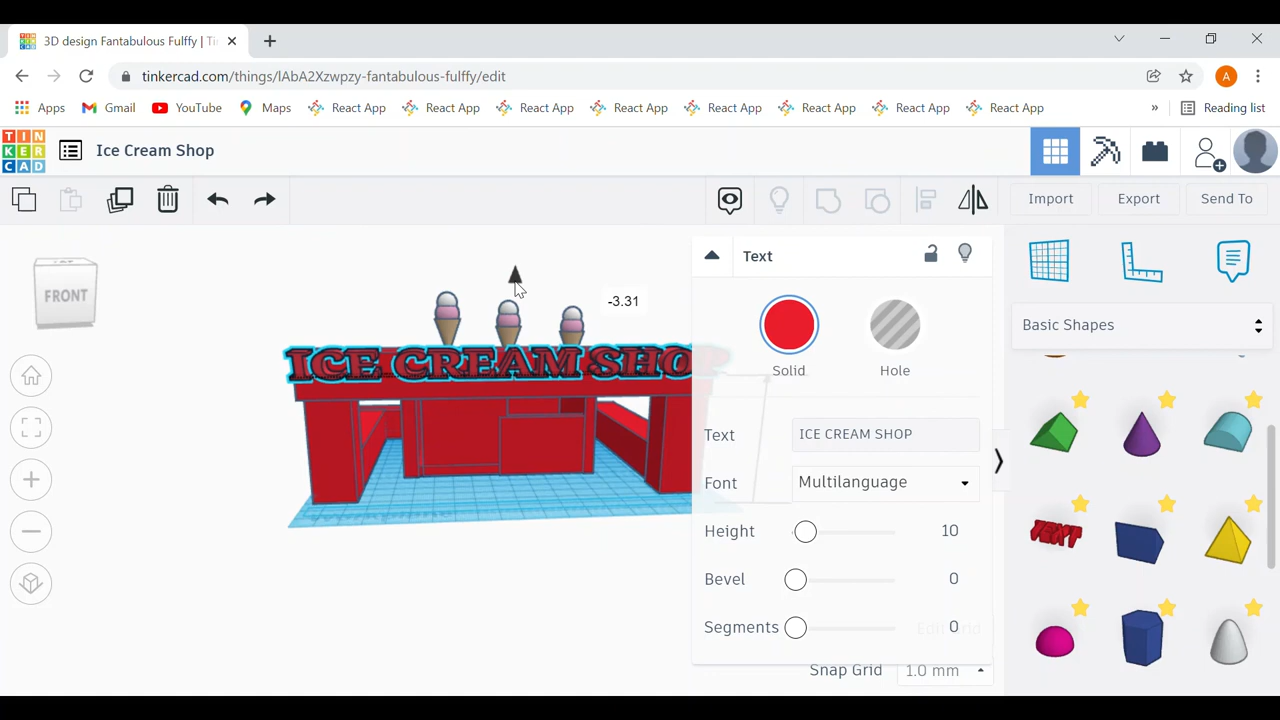 3D design Fantabulous Fulffy | Ti
tinkercad.com/things/lAbA2Xzwpzy-fantabulous-fulffy/edit
A
Apps
Gmail
YouTube
Maps
React App
React App
React App
React App
React App
React App
React App
React App
»
Reading list
TIN
KER
CAD
Ice Cream Shop
Import
Export
Send To
FRONT
-3.31
ICE CREAM SHOP
Text
Solid
Hole
Text
ICE CREAM SHOP
Font
Multilanguage
Height
10
Bevel
0
Segments
0
Snap Grid
1.0 mm
Basic Shapes
TEXT